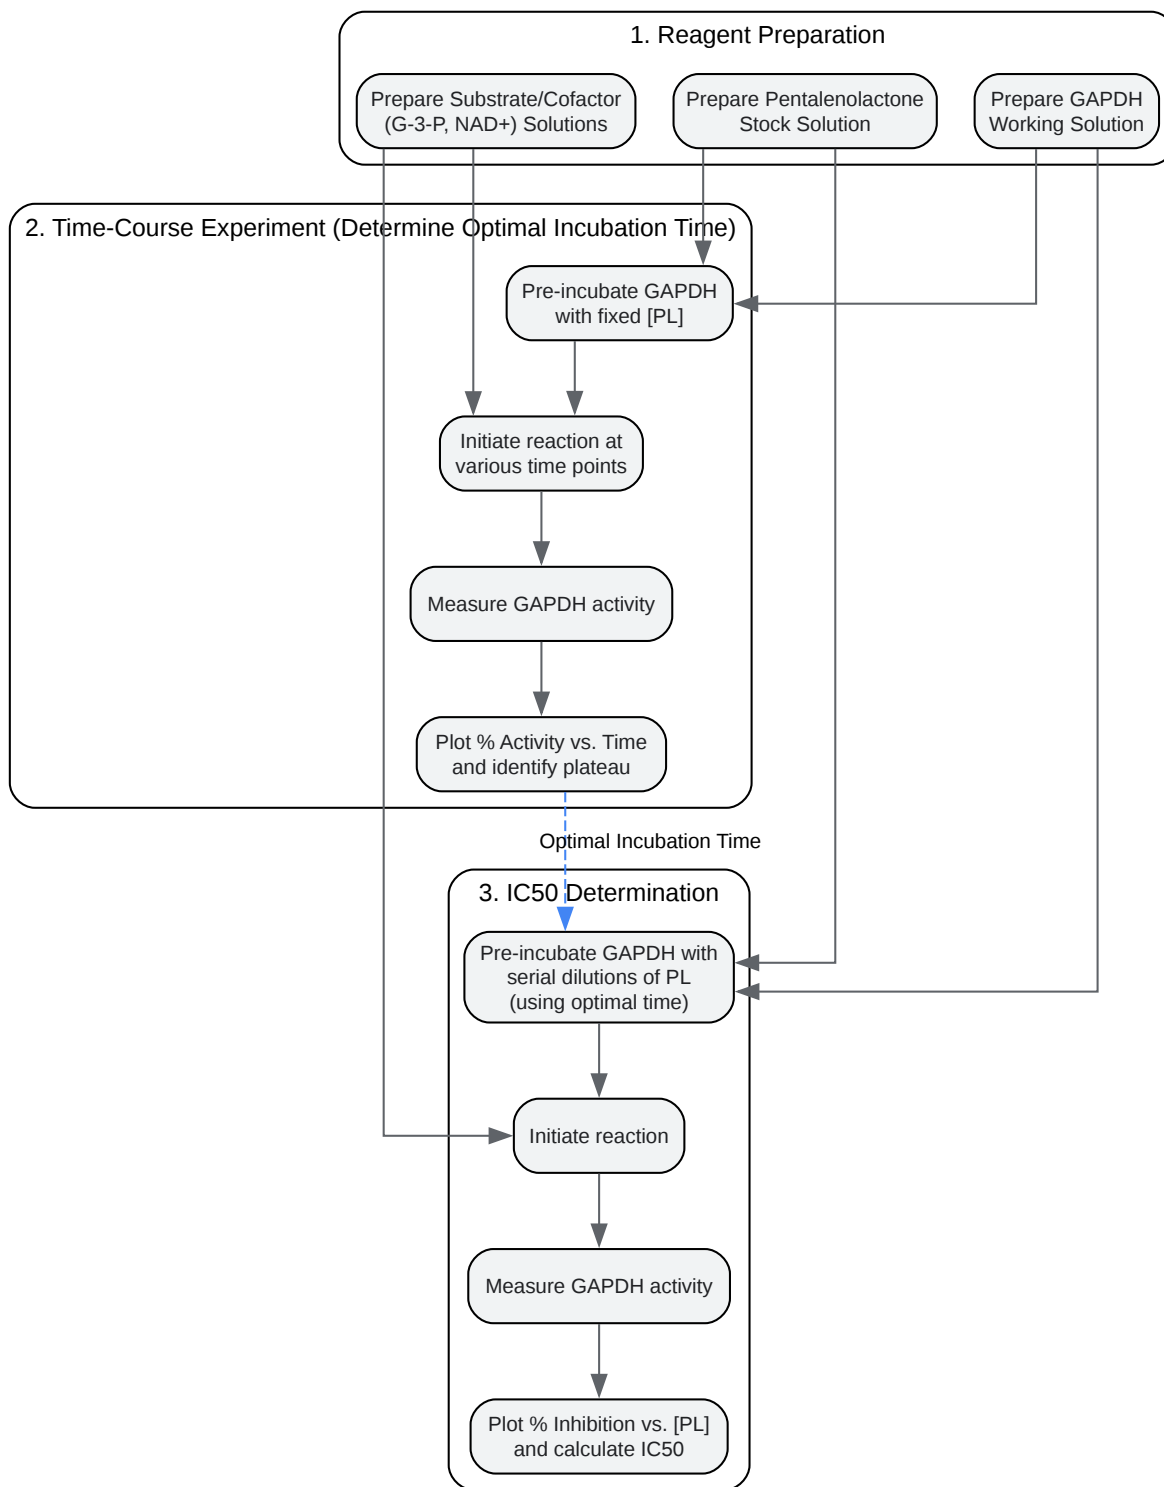 1. Reagent Preparation
Prepare Substrate/Cofactor
(G-3-P, NAD+) Solutions
Prepare Pentalenolactone
Stock Solution
Prepare GAPDH
Working Solution
2. Time-Course Experiment (Determine Optimal Incubation Time)
Pre-incubate GAPDH
with fixed [PL]
Initiate reaction at
various time points
Measure GAPDH activity
Plot % Activity vs. Time
and identify plateau
Optimal Incubation Time
3. IC50 Determination
Pre-incubate GAPDH with
serial dilutions of PL
(using optimal time)
Initiate reaction
Measure GAPDH activity
Plot % Inhibition vs. [PL]
and calculate IC50